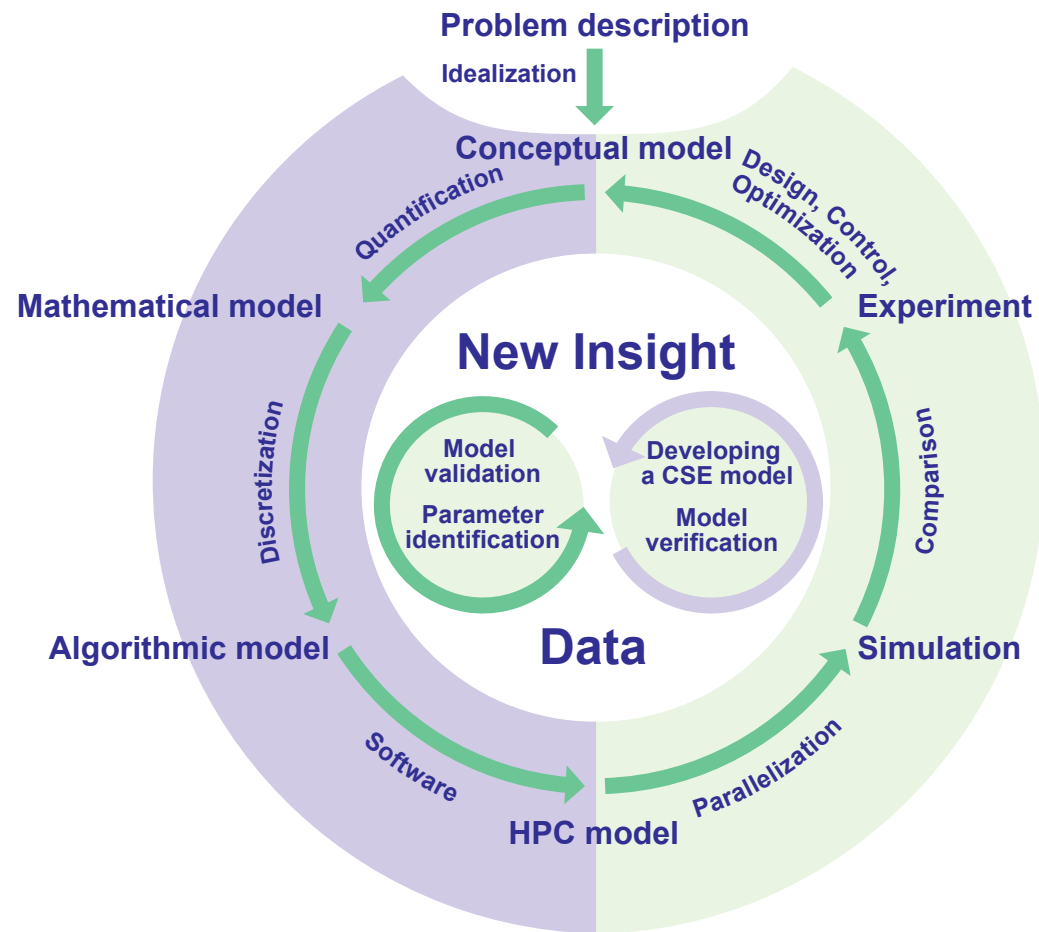 Problem description
Idealization
Conceptual model
Quantification
Design, Control,
Optimization
Mathematical model
Experiment
New Insight
Model
validation
Parameter
identification
Developing
a CSE model
Model
verification
Discretization
Comparison
Data
Algorithmic model
Simulation
Software
Parallelization
HPC model